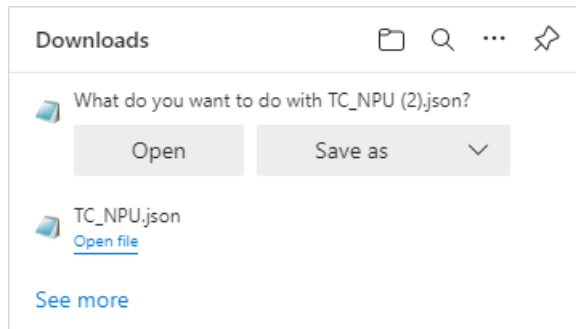 Downloads
What do you want to do with TC_NPU (2).json?
Open
Save as
TC_NPU.json
Open file
See more